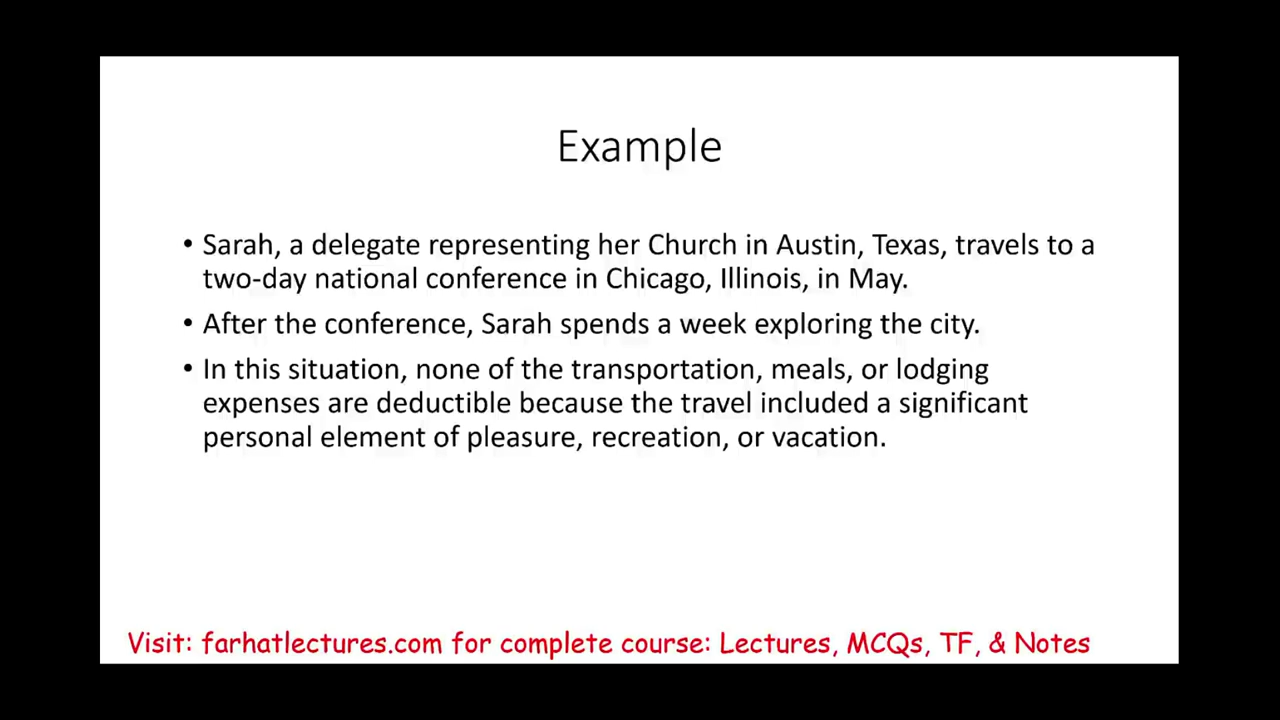 Example
• Sarah, a delegate representing her Church in Austin, Texas, travels to a
two-day national conference in Chicago, Illinois, in May.
• After the conference, Sarah spends a week exploring the city.
• In this situation, none of the transportation, meals, or lodging
expenses are deductible because the travel included a significant
personal element of pleasure, recreation, or vacation.
Visit: farhatlectures.com for complete course: Lectures, MCQs, TF, & Notes